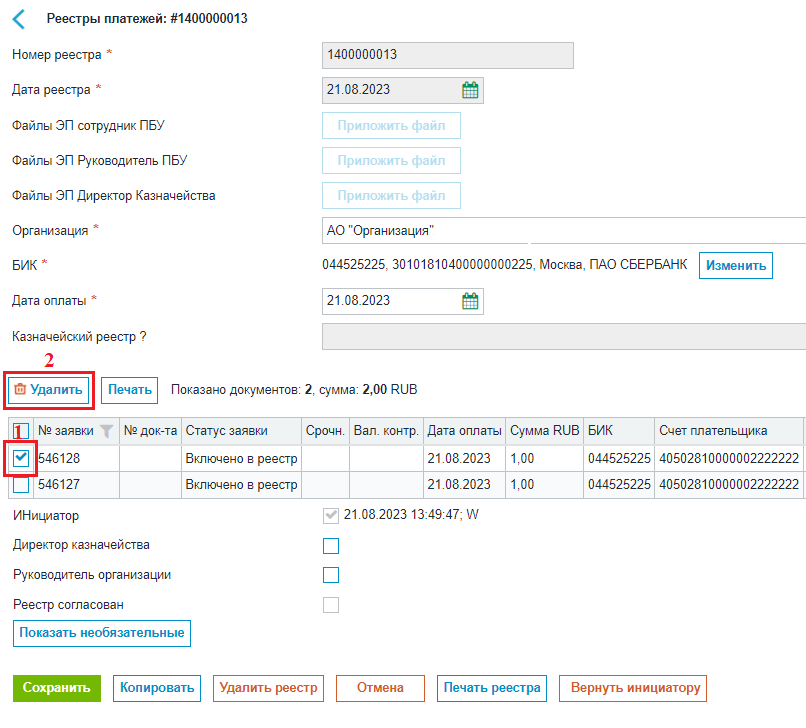 Реестры платежей: #1400000013
Номер реестра * 1400000013
Дата реестра * 21.08.2023
Файлы ЭП сотрудник ПБУ Приложить файл
Файлы ЭП Руководитель ПБУ Приложить файл
Файлы ЭП Директор Казначейства Приложить файл
Организация * АО "Организация"
БИК * 044525225, 30101810400000000225, Москва, ПАО СБЕРБАНК Изменить
Дата оплаты * 21.08.2023
Казначейский реестр ?
2
Удалить Печать Показано документов: 2, сумма: 2,00 RUB
1 № заявки № док-та Статус заявки Срочн. Вал. контр. Дата оплаты Сумма RUB БИК Счет плательщика
546128 Включено в реестр 21.08.2023 1,00 044525225 40502810000002222222
546127 Включено в реестр 21.08.2023 1,00 044525225 40502810000002222222
ИНициатор 21.08.2023 13:49:47; W
Директор казначейства
Руководитель организации
Реестр согласован
Показать необязательные
Сохранить Копировать Удалить реестр Отмена Печать реестра Вернуть инициатору